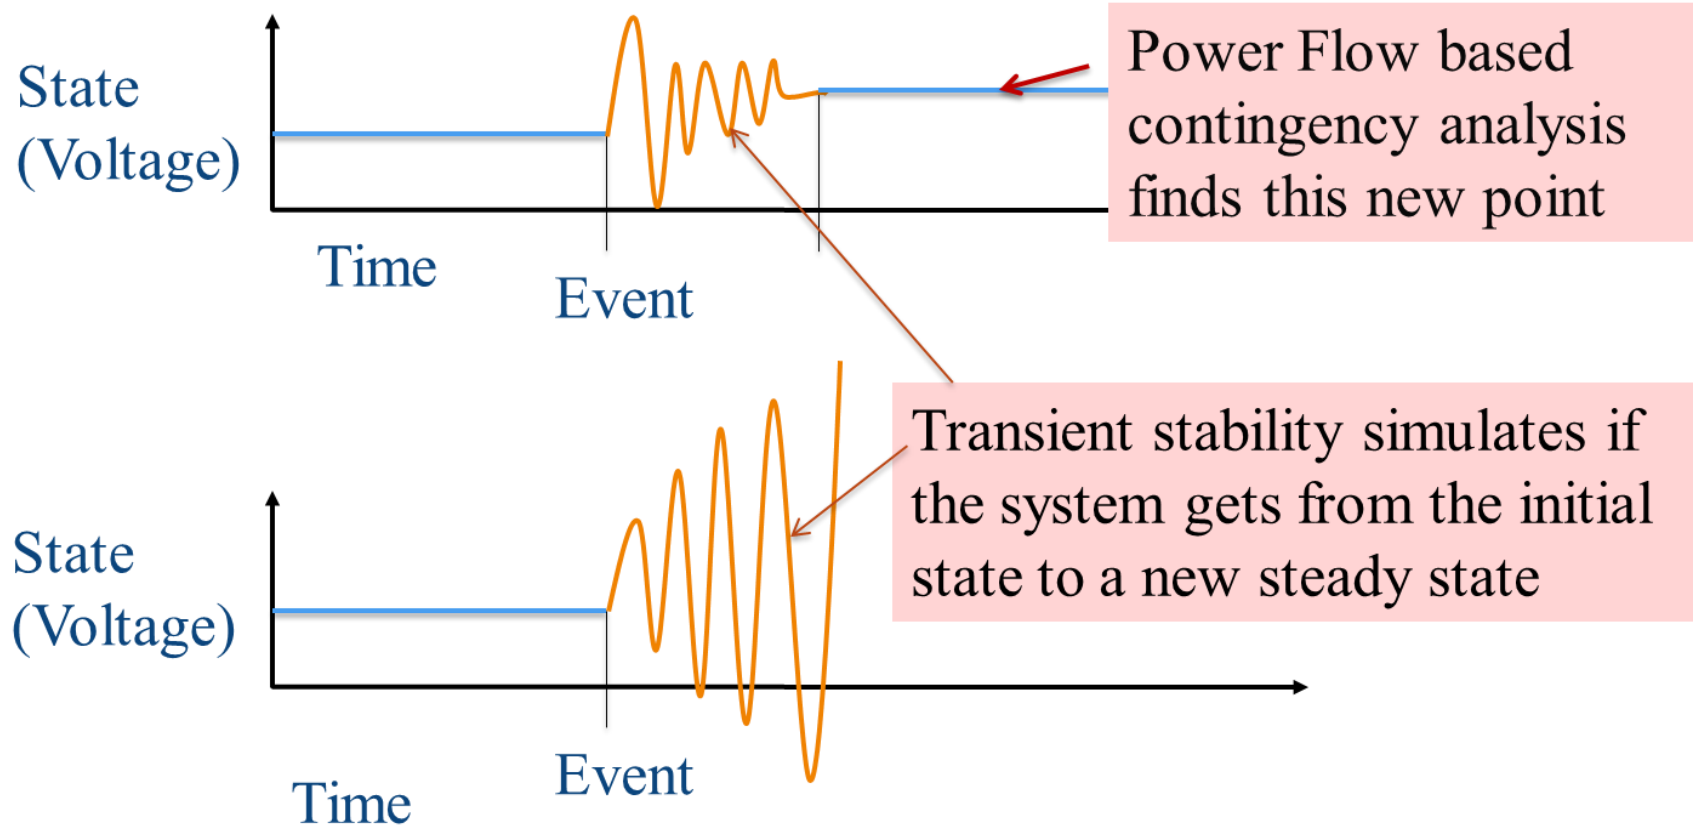 State
(Voltage)
Time
Event
Power Flow based
contingency analysis
finds this new point
Transient stability simulates if
the system gets from the initial
state to a new steady state
State
(Voltage)
Time
Event